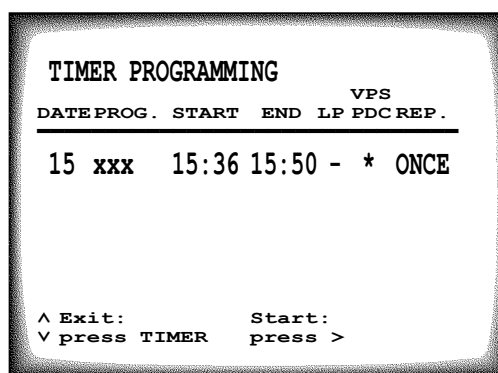 TIMER PROGRAMMING
VPS
DATE PROG. START END LP PDC REP.
15 xxx 15:36 15:50 - * ONCE
^ Exit: Start:
v press TIMER press >